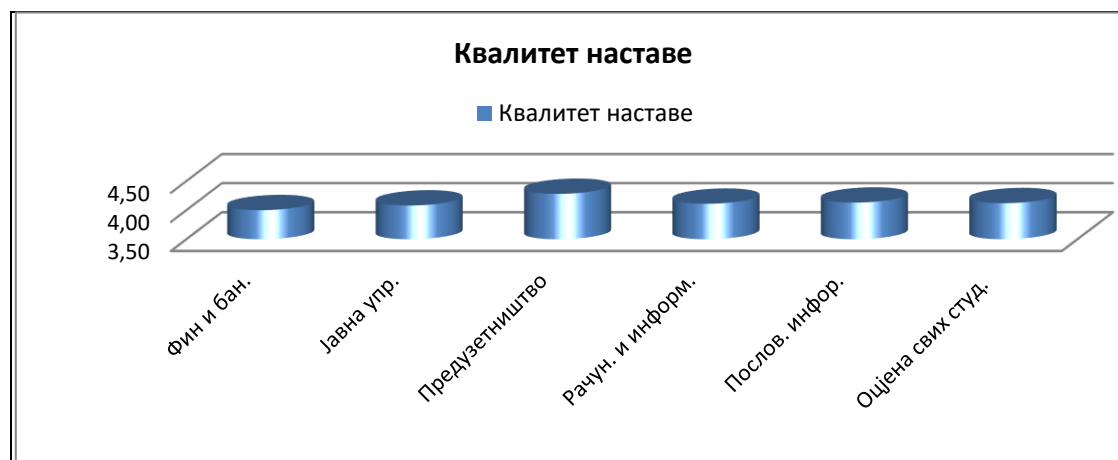 Квалитет наставе
Квалитет наставе
4,50
4,00
3,50
Фин и бан.
Јавна упр.
Предузетништво
Рачун. и информ.
Послов. инфор.
Оцјена свих студ.